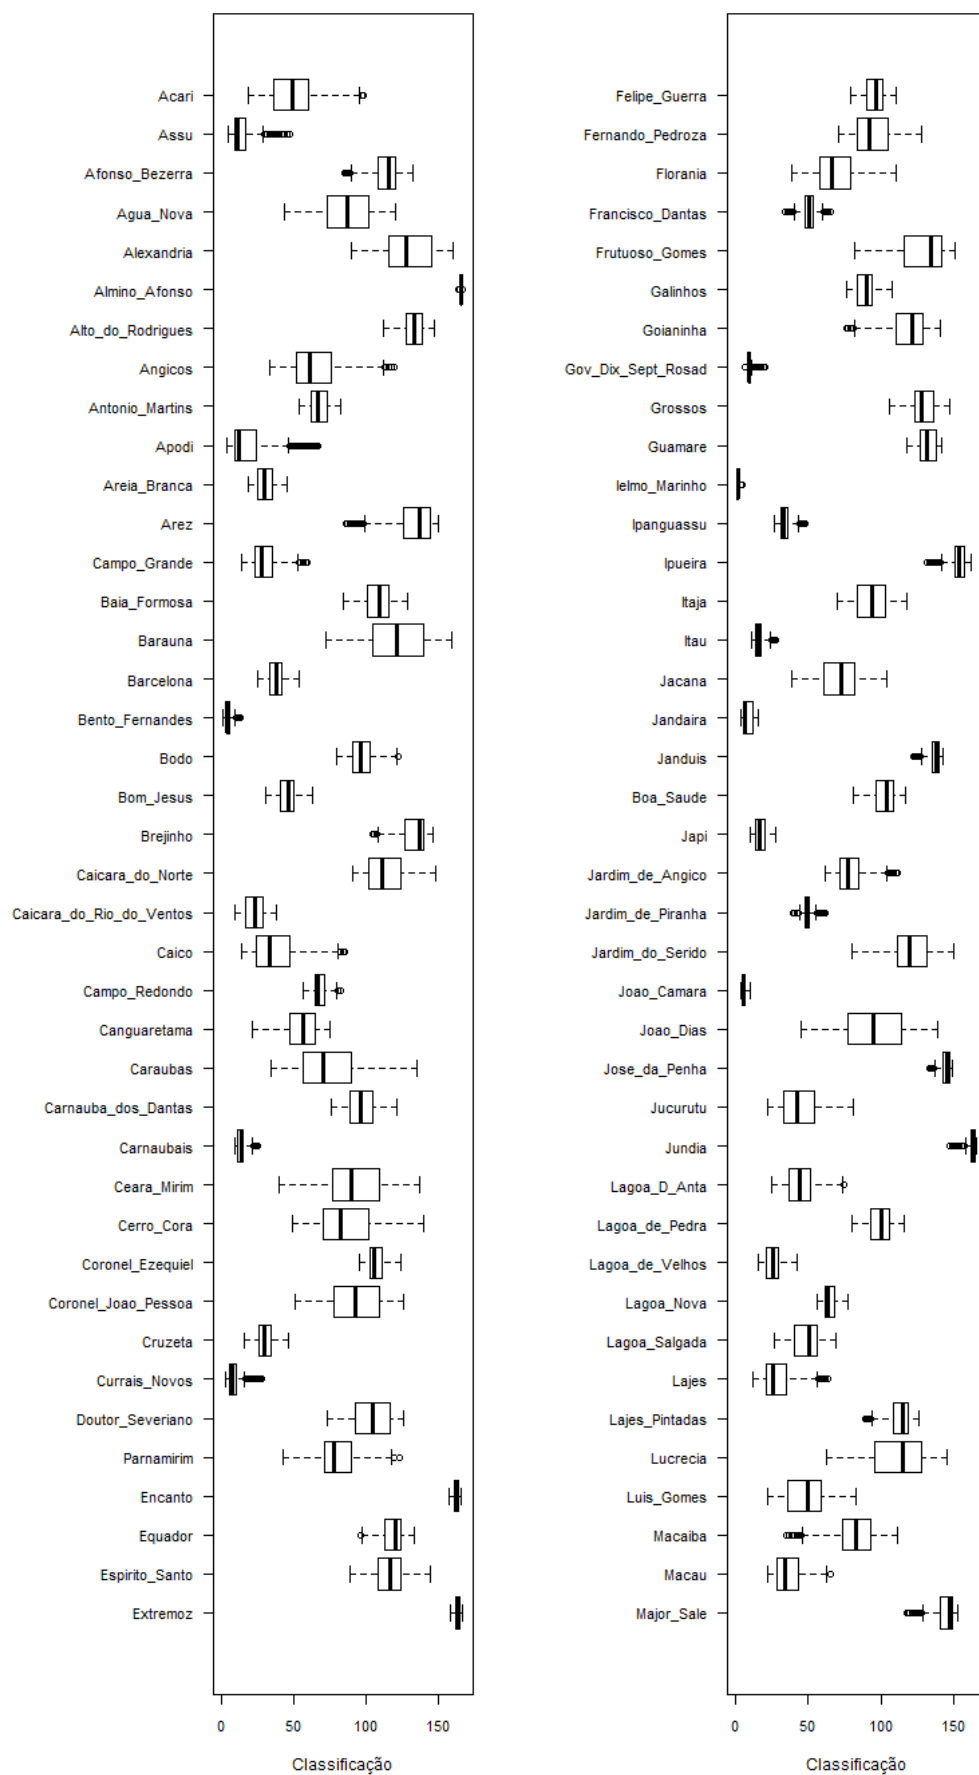 Acari
Assu
Afonso_Bezerra
Agua_Nova
Alexandria
Almino_Afonso
Alto_do_Rodrigues
Angicos
Antonio_Martins
Apodi
Areia_Branca
Arez
Campo_Grande
Baia_Formosa
Barauna
Barcelona
Bento_Fernandes
Bodo
Bom_Jesus
Brejinho
Caicara_do_Norte
Caicara_do_Rio_do_Ventos
Caico
Campo_Redondo
Canguaretama
Caraubas
Carnauba_dos_Dantas
Carnaubais
Ceara_Mirim
Cerro_Cora
Coronel_Ezequiel
Coronel_Joao_Pessoa
Cruzeta
Currais_Novos
Doutor_Severiano
Parnamirim
Encanto
Equador
Espirito_Santo
Extremoz
0 50 100 150
Classificação
Felipe_Guerra
Fernando_Pedroza
Florania
Francisco_Dantas
Frutuoso_Gomes
Galinhos
Goianinha
Gov_Dix_Sept_Rosad
Grossos
Guamare
Ielmo_Marinho
Ipanguassu
Ipueira
Itaja
Itau
Jacana
Jandaira
Janduis
Boa_Saude
Japi
Jardim_de_Angico
Jardim_de_Piranha
Jardim_do_Serido
Joao_Camara
Joao_Dias
Jose_da_Penha
Jucurutu
Jundia
Lagoa_D_Anta
Lagoa_de_Pedra
Lagoa_de_Velhos
Lagoa_Nova
Lagoa_Salgada
Lajes
Lajes_Pintadas
Lucrecia
Luis_Gomes
Macaiba
Macau
Major_Sale
0 50 100 150
Classificação